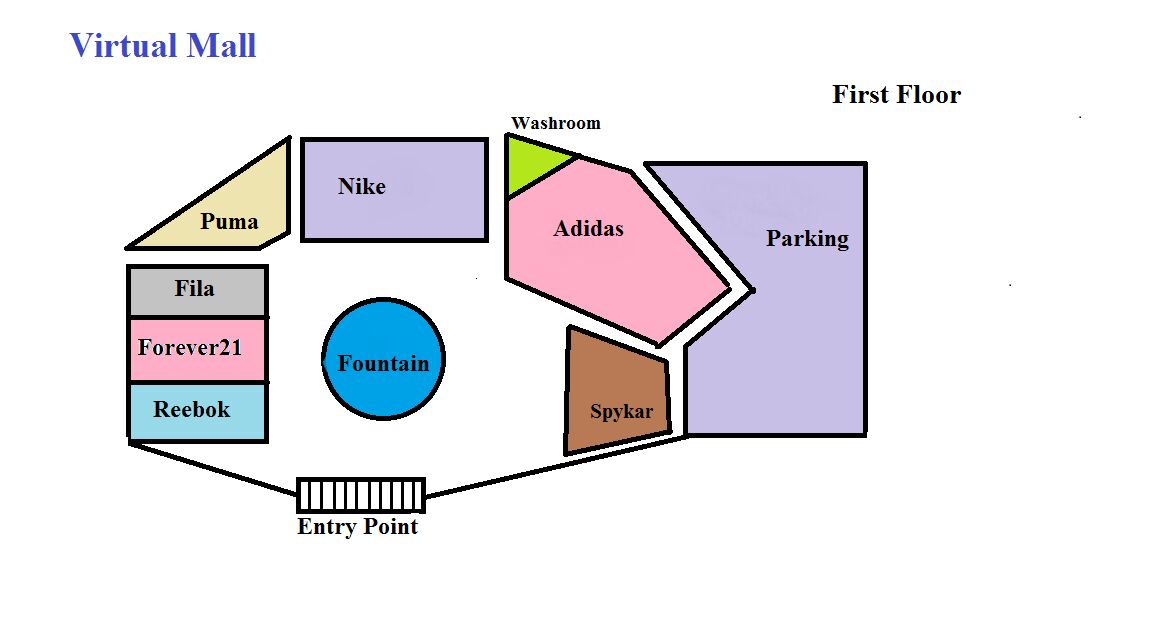 Virtual Mall
First Floor
Washroom
Nike
Puma
Adidas
Parking
Fila
Forever21
Fountain
Reebok
Spykar
Entry Point